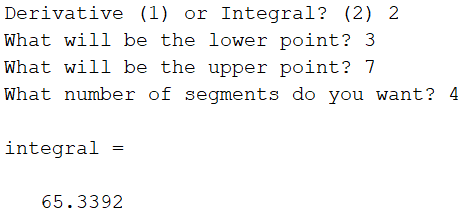 Derivative (1) or Integral? (2) 2
What will be the lower point? 3
What will be the upper point? 7
What number of segments do you want? 4
integral =
65.3392